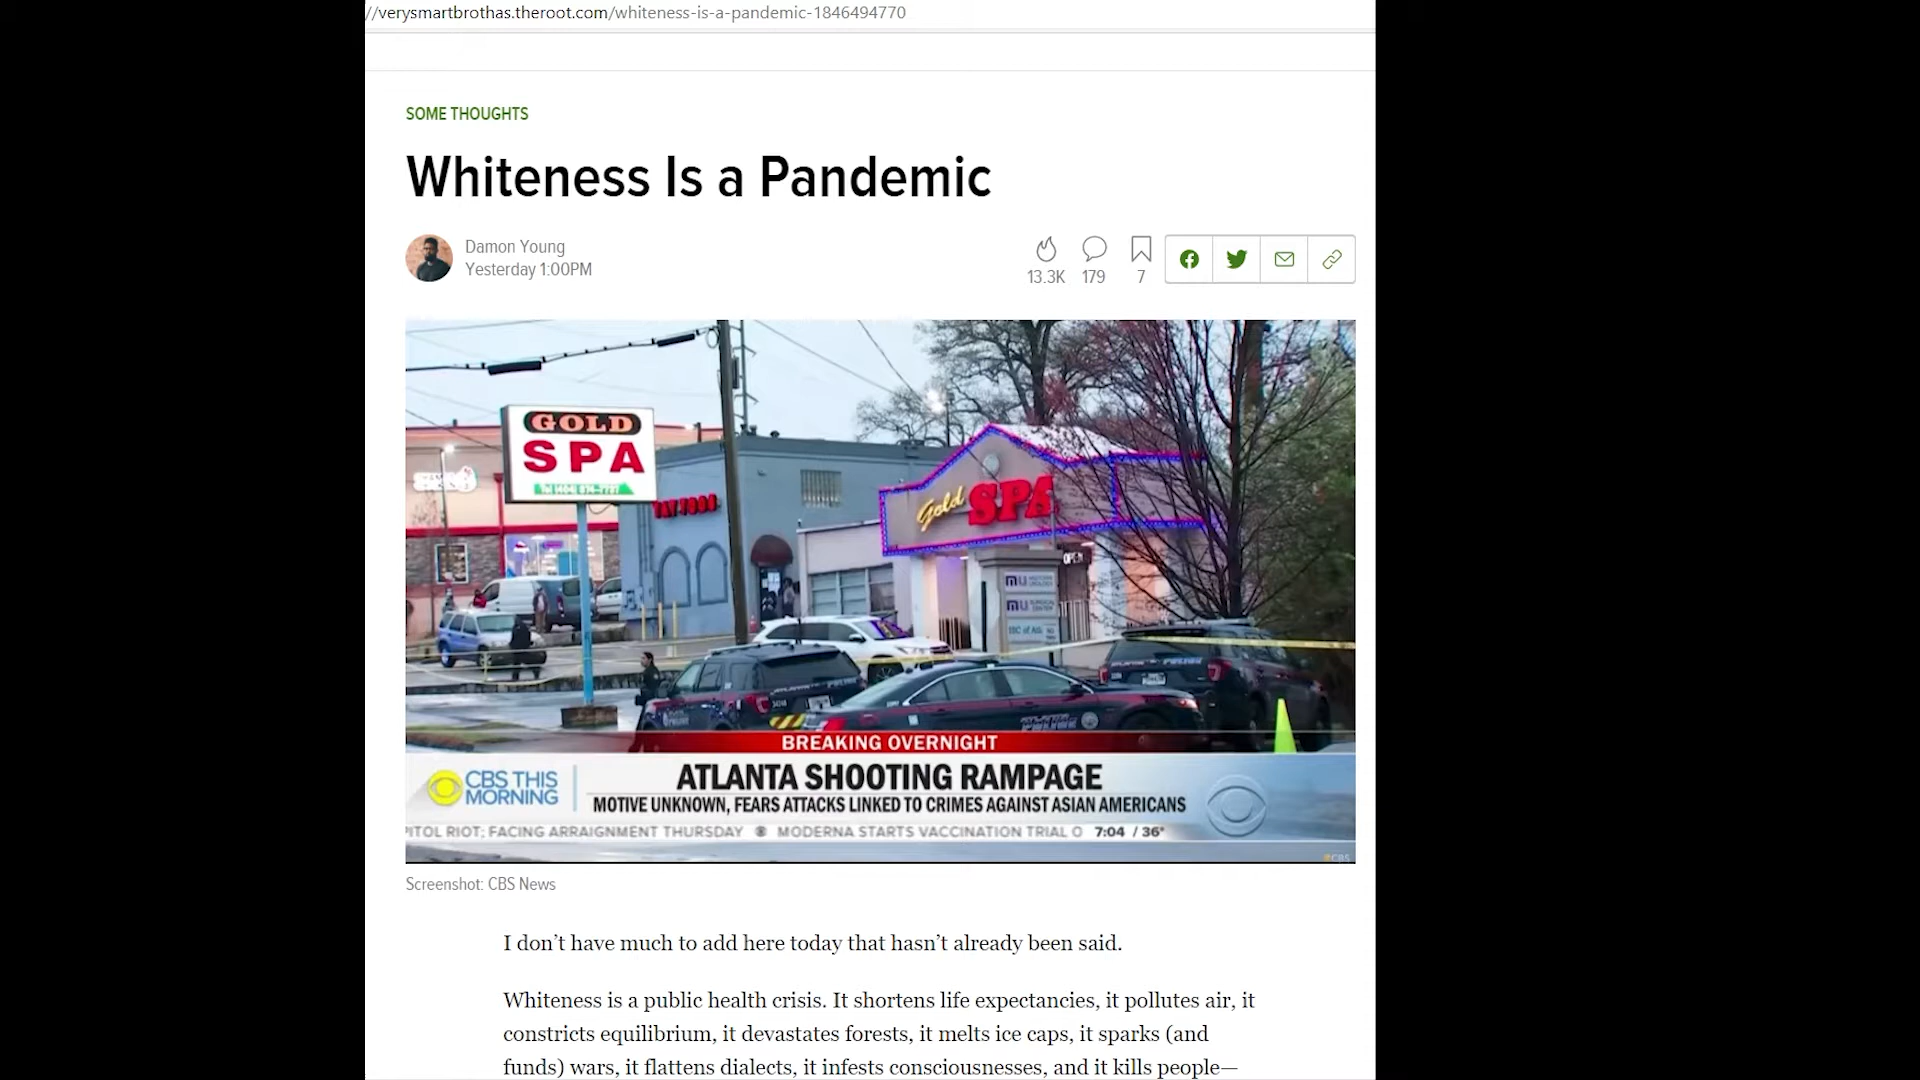 //verysmartbrothas.theroot.com/whiteness-is-a-pandemic-1846494770
SOME THOUGHTS
Whiteness Is a Pandemic
Damon Young
Yesterday 1:00PM
13.3K 179 7
GOLD
SPA
Gold SPA
OPEN
BREAKING OVERNIGHT
CBS THIS
MORNING
ATLANTA SHOOTING RAMPAGE
MOTIVE UNKNOWN, FEARS ATTACKS LINKED TO CRIMES AGAINST ASIAN AMERICANS
PITOL RIOT; FACING ARRAIGNMENT THURSDAY MODERNA STARTS VACCINATION TRIAL O 7:04 / 36°
CBS
Screenshot: CBS News
I don’t have much to add here today that hasn’t already been said.
Whiteness is a public health crisis. It shortens life expectancies, it pollutes air, it
constricts equilibrium, it devastates forests, it melts ice caps, it sparks (and
funds) wars, it flattens dialects, it infests consciousnesses, and it kills people—